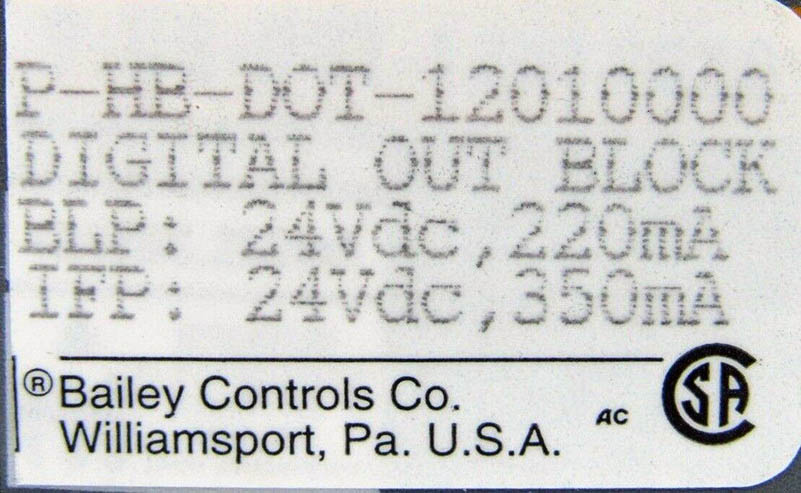 P-HB-DOT-12010000
DIGITAL OUT BLOCK
BLP: 24Vdc,220mA
IFP: 24Vdc,350mA
® Bailey Controls Co.
Williamsport, Pa. U.S.A.
AC
SA